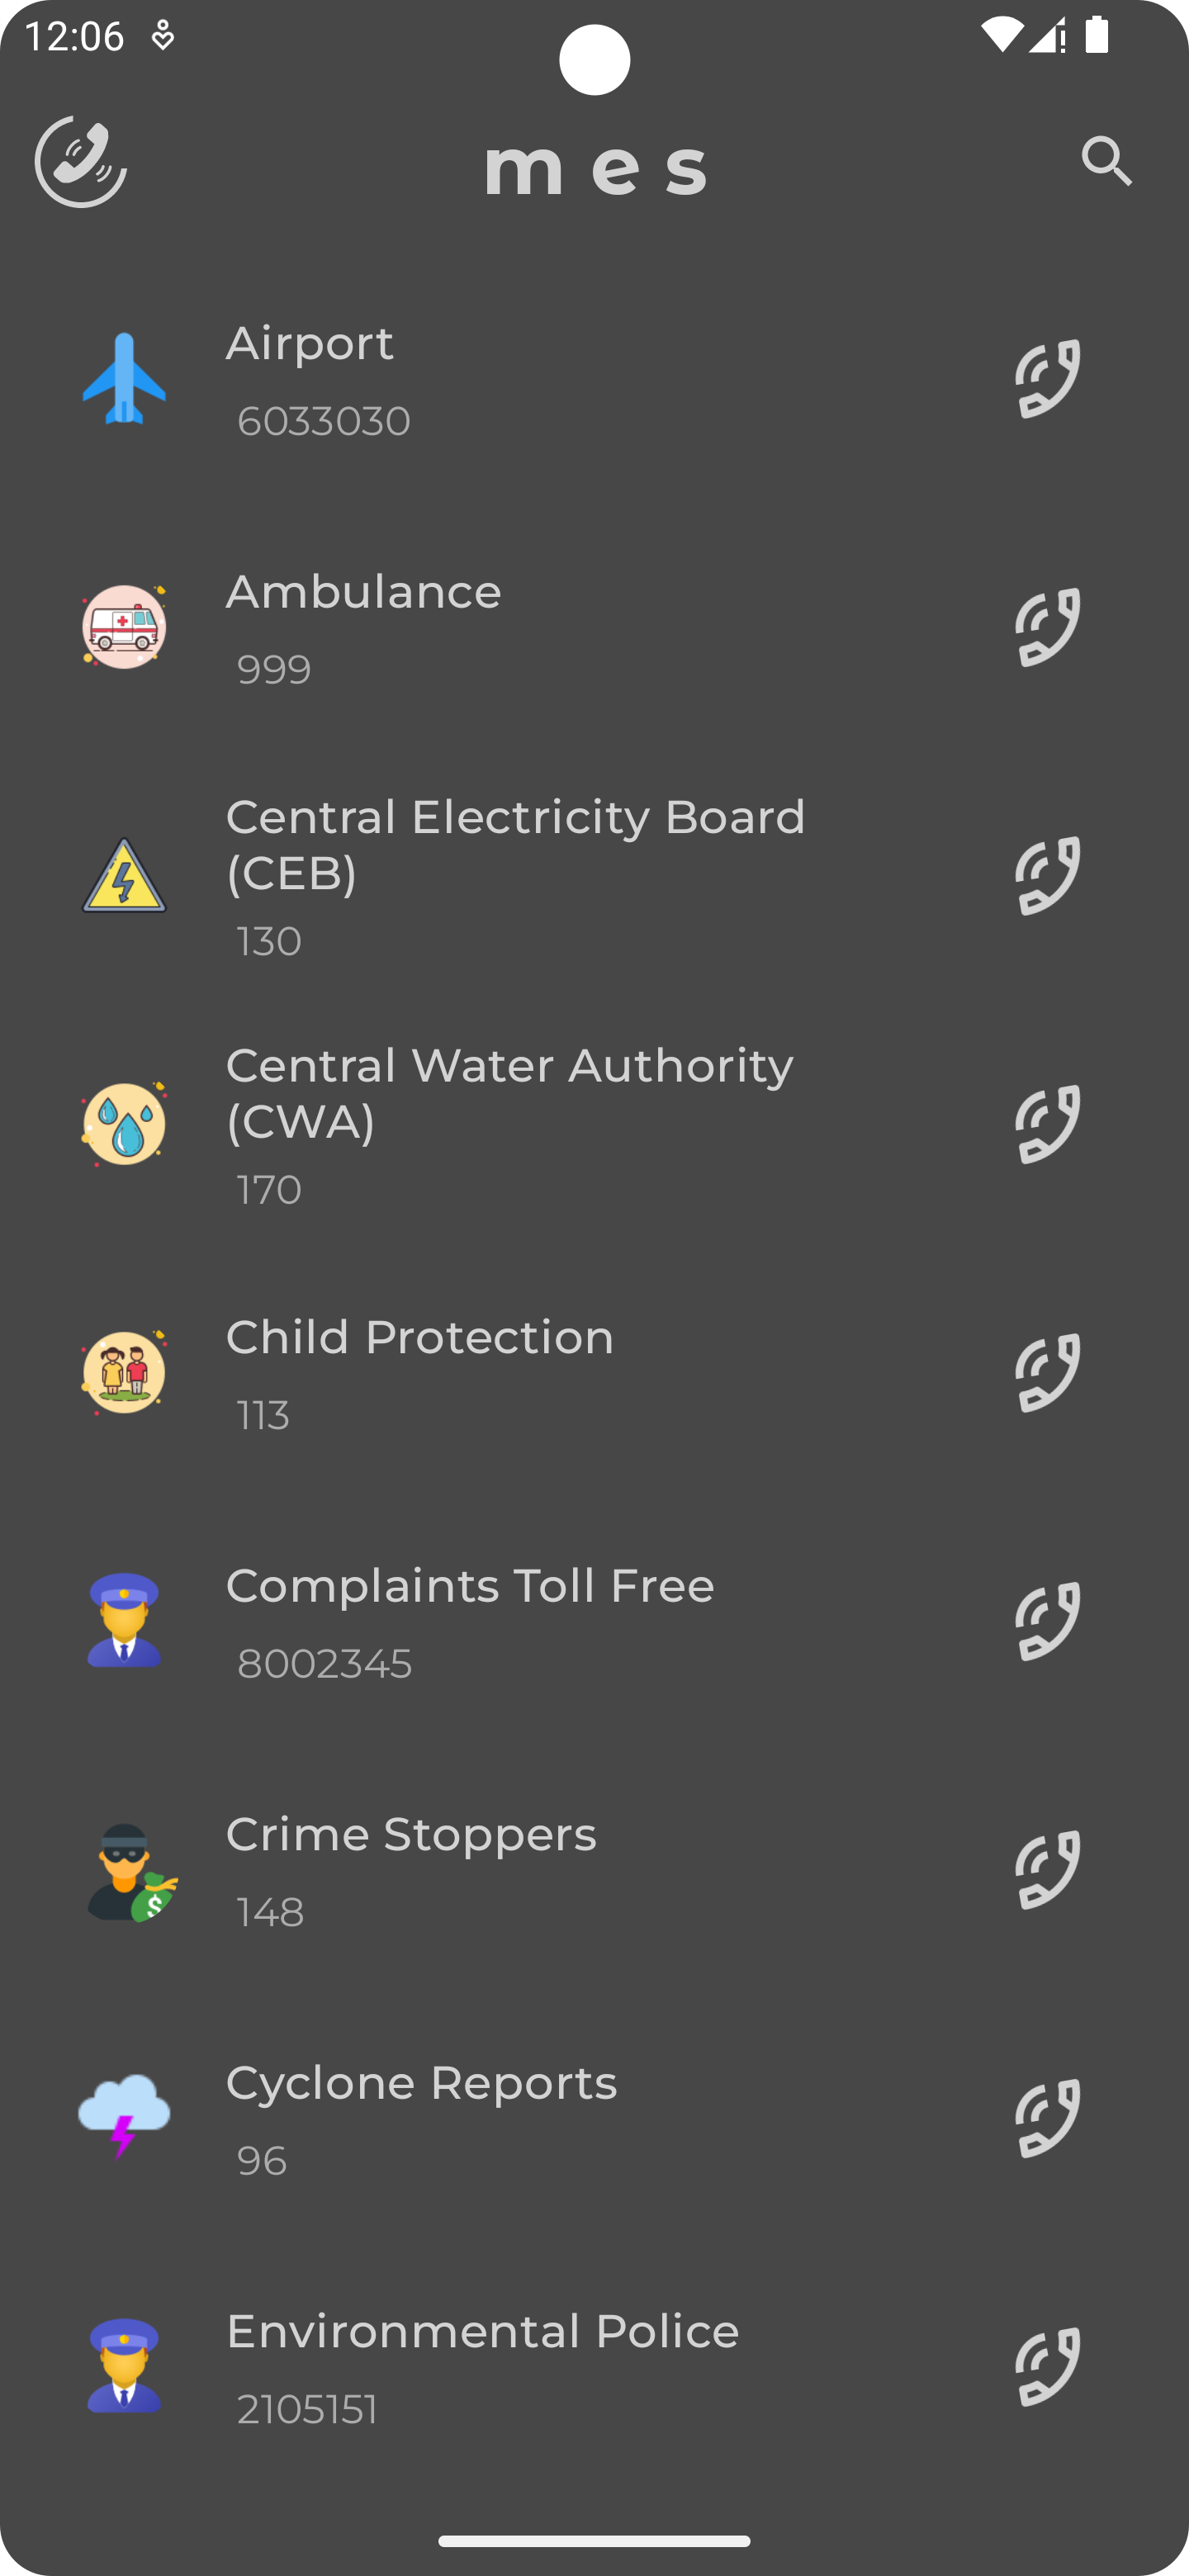 12:06
mes
Airport
6033030
Ambulance
999
Central Electricity Board
(CEB)
130
Central Water Authority
(CWA)
170
Child Protection
113
Complaints Toll Free
8002345
Crime Stoppers
148
Cyclone Reports
96
Environmental Police
2105151